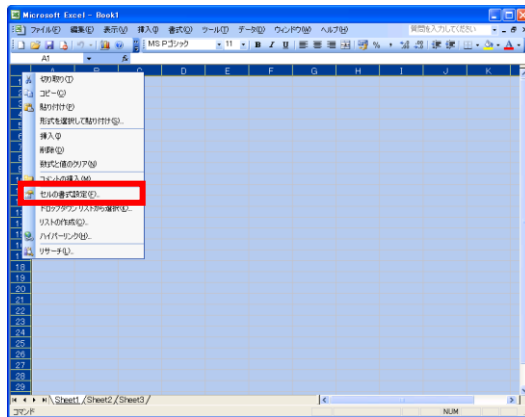 Microsoft Excel - Book1
ファイル(F) 編集(E) 表示(V) 挿入(I) 書式(O) ツール(T) データ(D) ウィンドウ(W) ヘルプ(H) 質問を入力してください
MS Pゴシック 11 B I U
A1 fx
D E F G H I J K
切り取り(T)
コピー(C)
貼り付け(P)
形式を選択して貼り付け(S)...
挿入(I)
削除(D)
数式と値のクリア(N)
コメントの挿入(M)
セルの書式設定(F)...
ドロップダウン リストから選択(K)...
リストの作成(C)...
ハイパーリンク(H)...
リサーチ(L)...
18
19
20
21
22
23
24
25
26
27
28
29
Sheet1 Sheet2 Sheet3
コマンド NUM